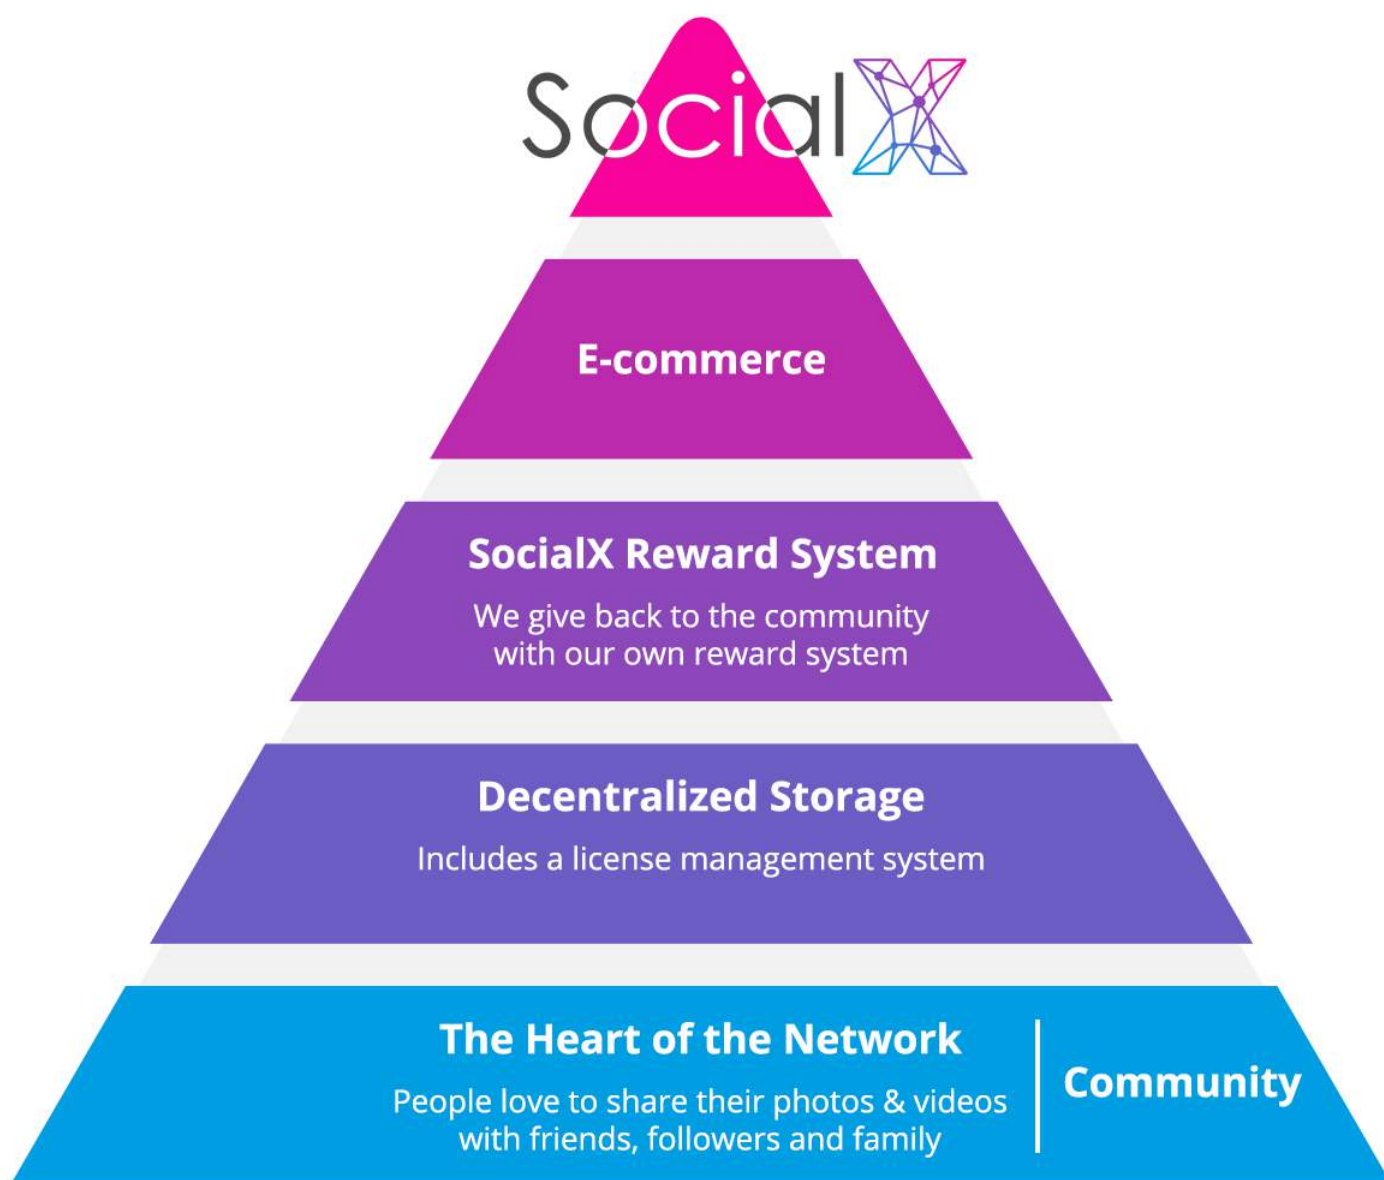 SocialX
E-commerce
SocialX Reward System
We give back to the community
with our own reward system
Decentralized Storage
Includes a license management system
The Heart of the Network
People love to share their photos & videos
with friends, followers and family
Community